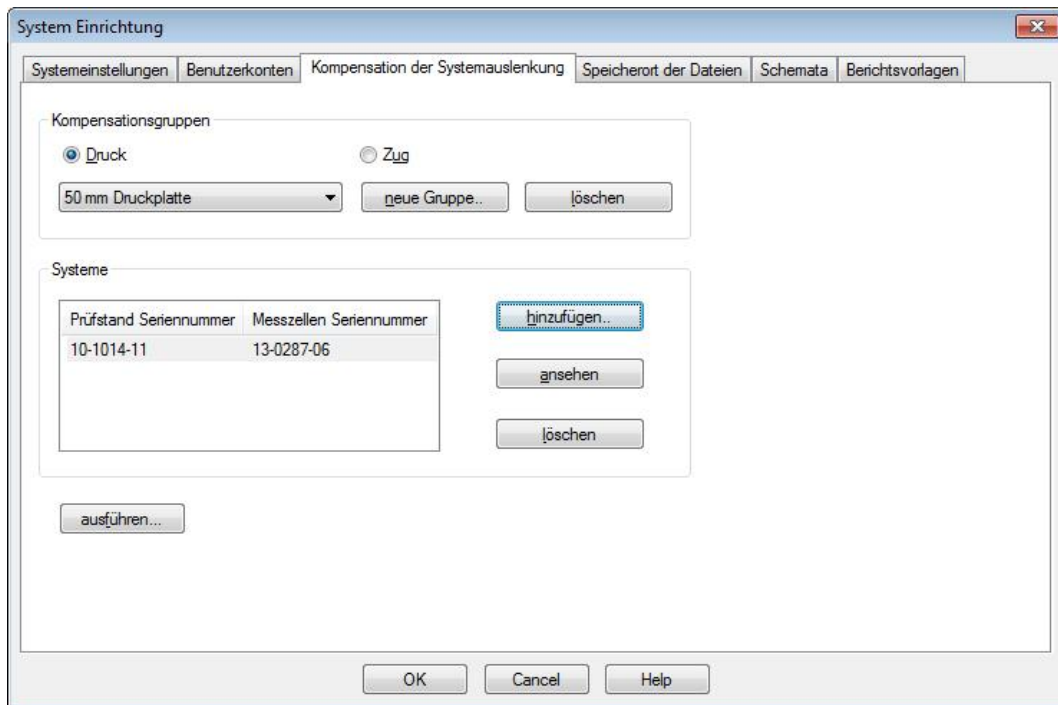 System Einrichtung
Systemeinstellungen Benutzerkonten Kompensation der Systemauslenkung Speicherort der Dateien Schemata Berichtsvorlagen
Kompensationsgruppen
Druck Zug
50 mm Druckplatte neue Gruppe.. löschen
Systeme
Prüfstand Seriennummer Messzellen Seriennummer
10-1014-11 13-0287-06
hinzufügen..
ansehen
löschen
ausführen...
OK Cancel Help